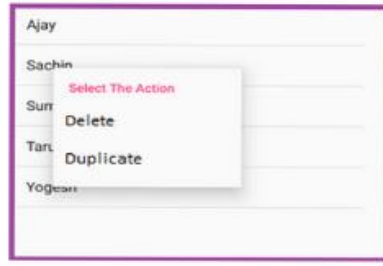 Ajay
Sachin
Select The Action
Delete
Duplicate
Yogesh